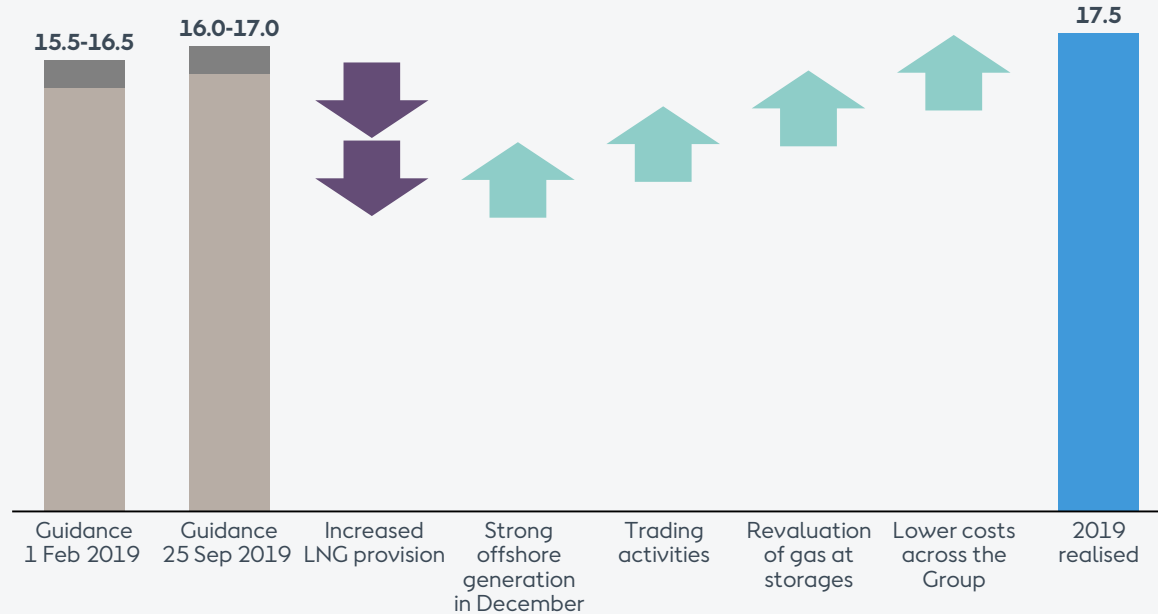 15.5-16.5
16.0-17.0
17.5
Guidance
1 Feb 2019
Guidance
25 Sep 2019
Increased
LNG provision
Strong
offshore
generation
in December
Trading
activities
Revaluation
of gas at
storages
Lower costs
across the
Group
2019
realised